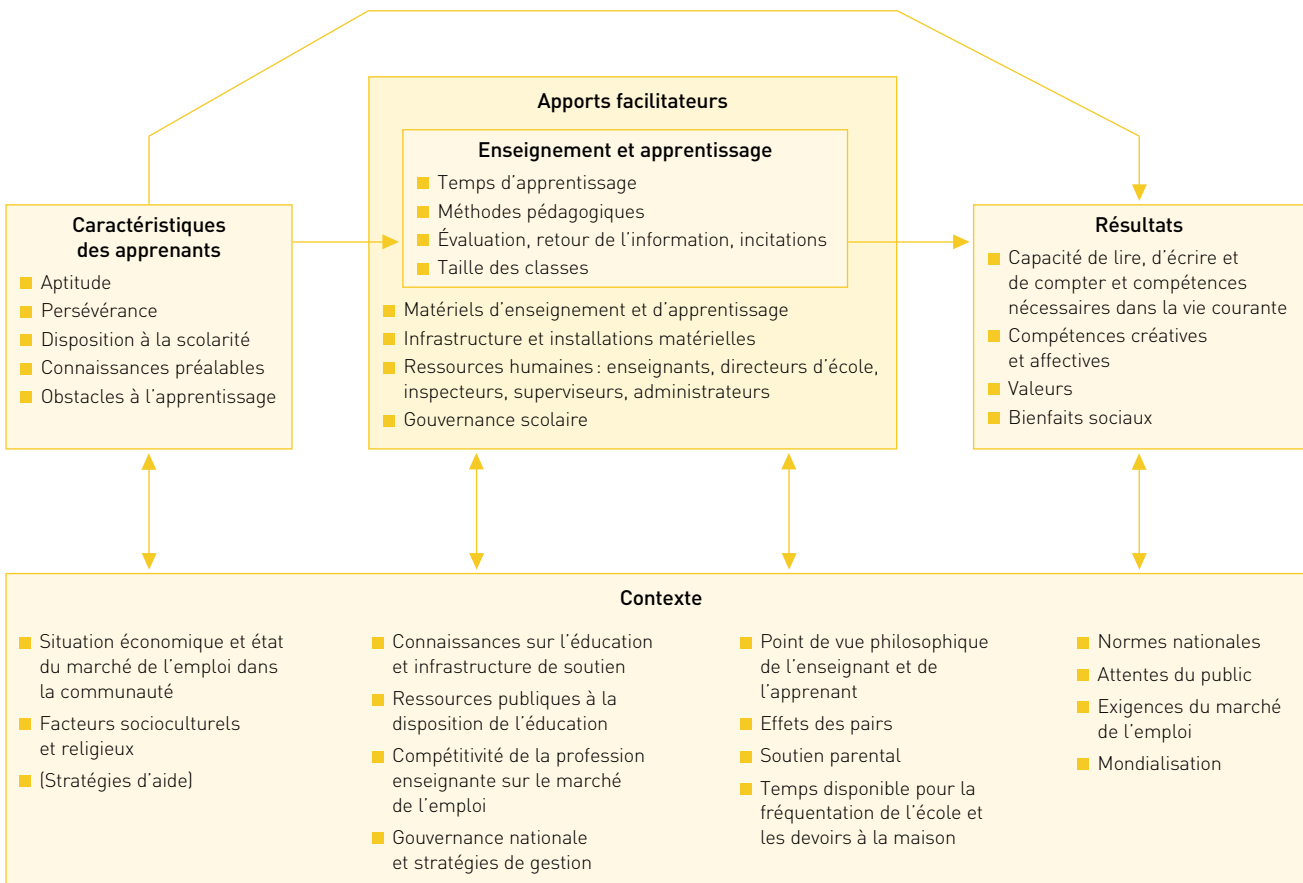 Apports facilitateurs
Enseignement et apprentissage
Temps d'apprentissage
Méthodes pédagogiques
Évaluation, retour de l'information, incitations
Taille des classes
Matériels d'enseignement et d'apprentissage
Infrastructure et installations matérielles
Ressources humaines : enseignants, directeurs d'école,
inspecteurs, superviseurs, administrateurs
Gouvernance scolaire
Caractéristiques
des apprenants
Aptitude
Persévérance
Disposition à la scolarité
Connaissances préalables
Obstacles à l'apprentissage
Résultats
Capacité de lire, d'écrire et
de compter et compétences
nécessaires dans la vie courante
Compétences créatives
et affectives
Valeurs
Bienfaits sociaux
Contexte
Situation économique et état
du marché de l'emploi dans
la communauté
Facteurs socioculturels
et religieux
(Stratégies d'aide)
Connaissances sur l'éducation
et infrastructure de soutien
Ressources publiques à la
disposition de l'éducation
Compétitivité de la profession
enseignante sur le marché
de l'emploi
Gouvernance nationale
et stratégies de gestion
Point de vue philosophique
de l'enseignant et de
l'apprenant
Effets des pairs
Soutien parental
Temps disponible pour la
fréquentation de l'école et
les devoirs à la maison
Normes nationales
Attentes du public
Exigences du marché
de l'emploi
Mondialisation